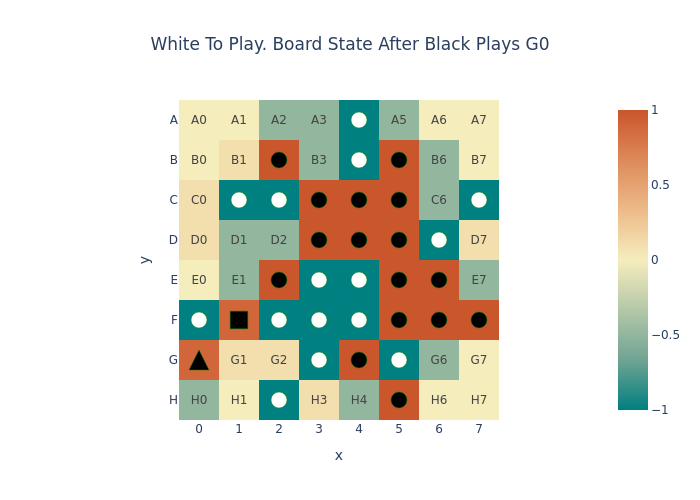 White To Play. Board State After Black Plays G0
A A0 A1 A2 A3 A5 A6 A7
B B0 B1 B3 B6 B7
C C0 C6
D D0 D1 D2 D7
E E0 E1 E7
F
G G1 G2 G6 G7
H H0 H1 H3 H4 H6 H7
0 1 2 3 4 5 6 7
x
y
1
0.5
0
−0.5
−1